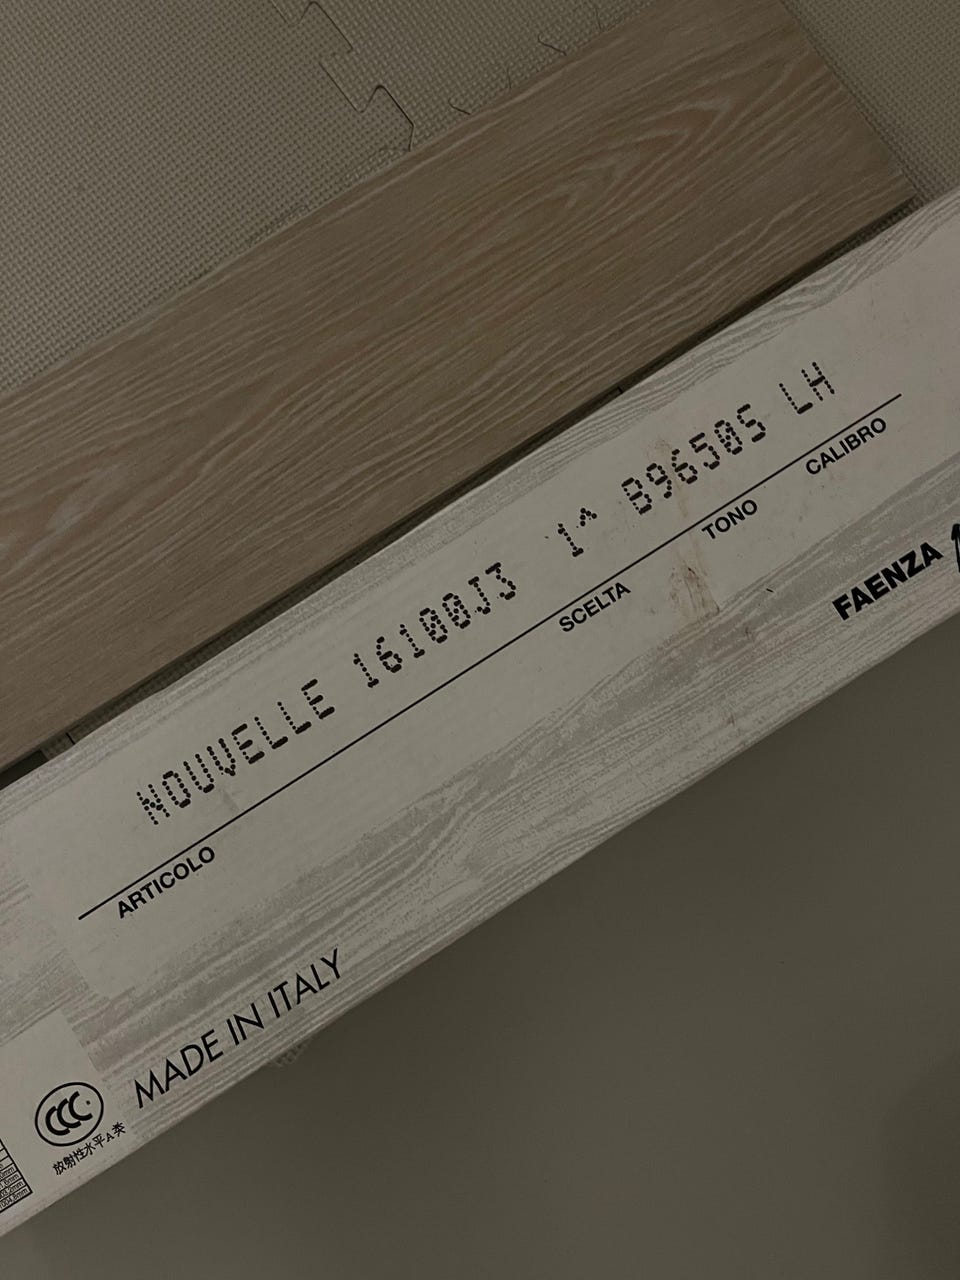 NOUVELLE 16100J3 1^ B9650S LH
ARTICOLO SCELTA TONO CALIBRO
FAENZA
MADE IN ITALY
CCC
放射性水平A类